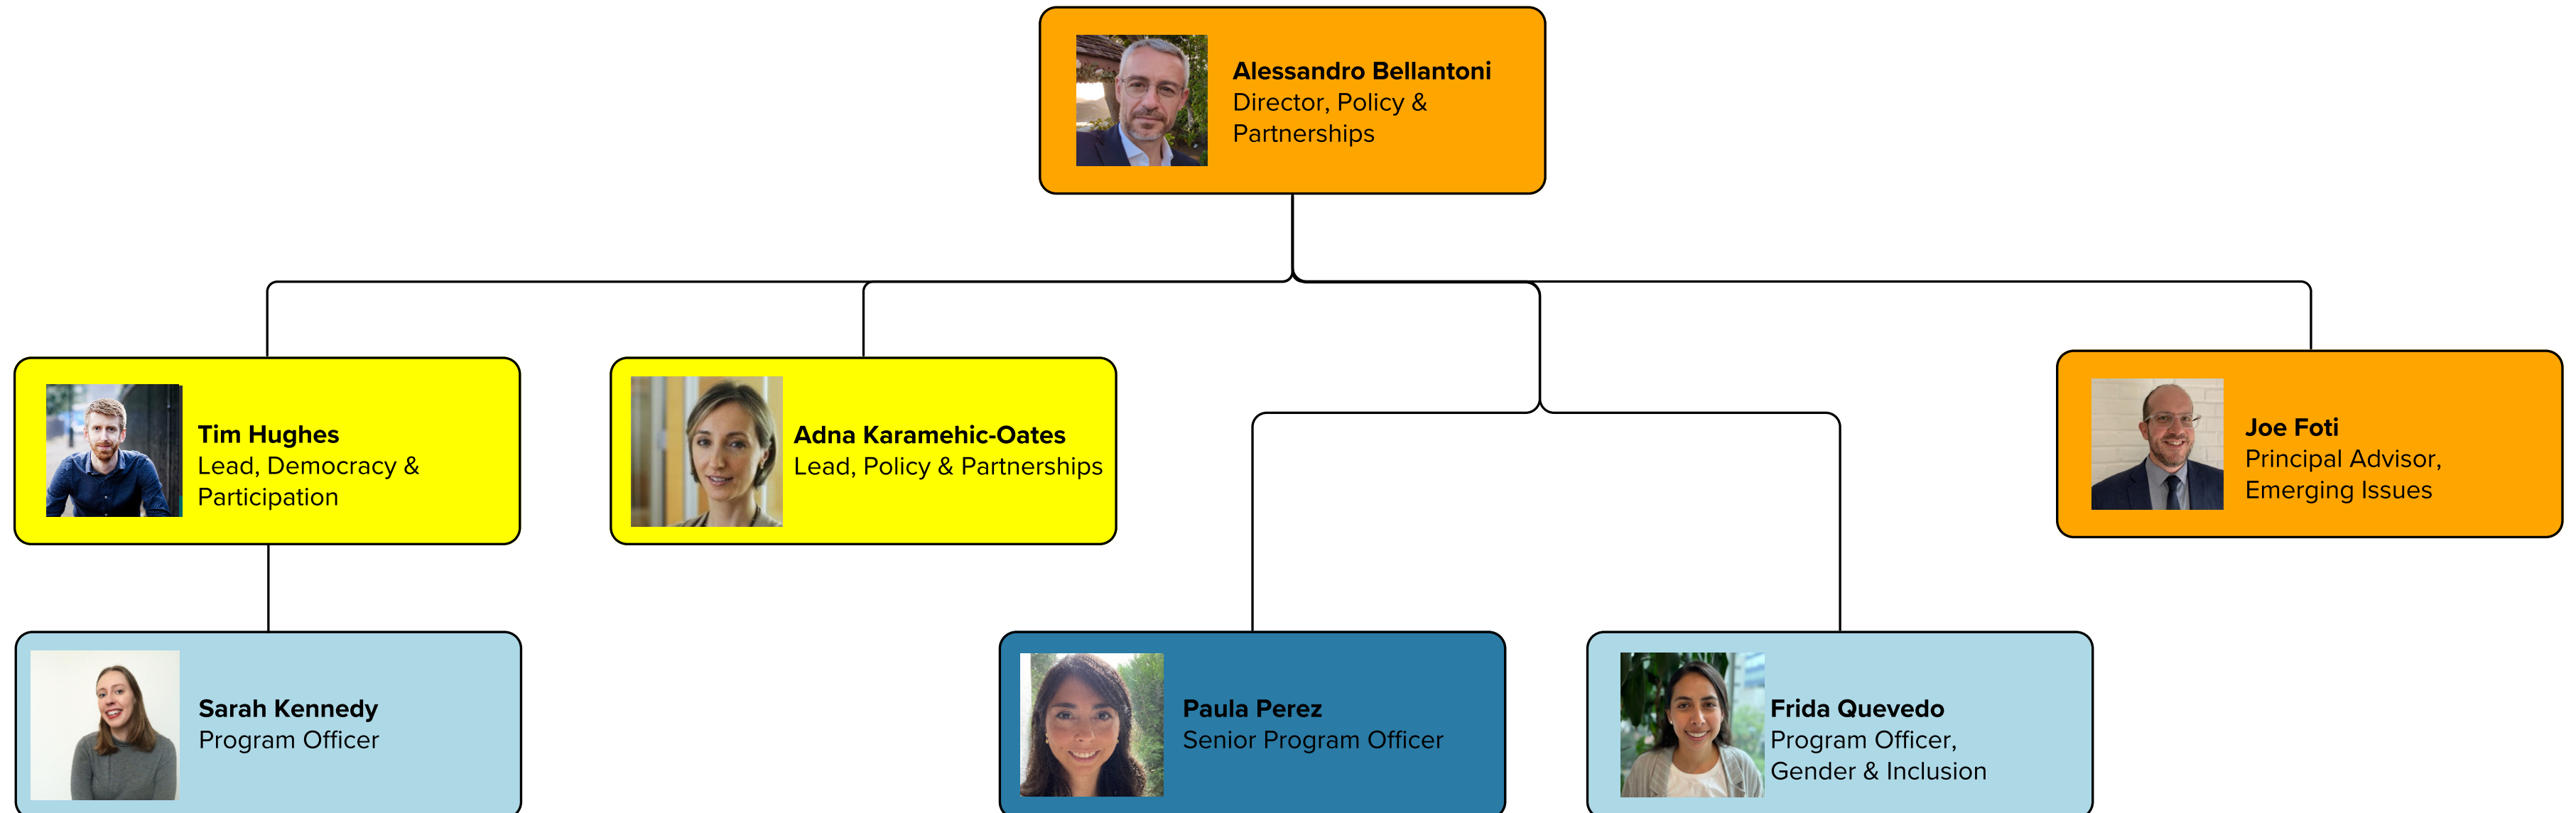 Alessandro Bellantoni
Director, Policy &
Partnerships
Tim Hughes
Lead, Democracy &
Participation
Adna Karamehic-Oates
Lead, Policy & Partnerships
Joe Foti
Principal Advisor,
Emerging Issues
Sarah Kennedy
Program Officer
Paula Perez
Senior Program Officer
Frida Quevedo
Program Officer,
Gender & Inclusion